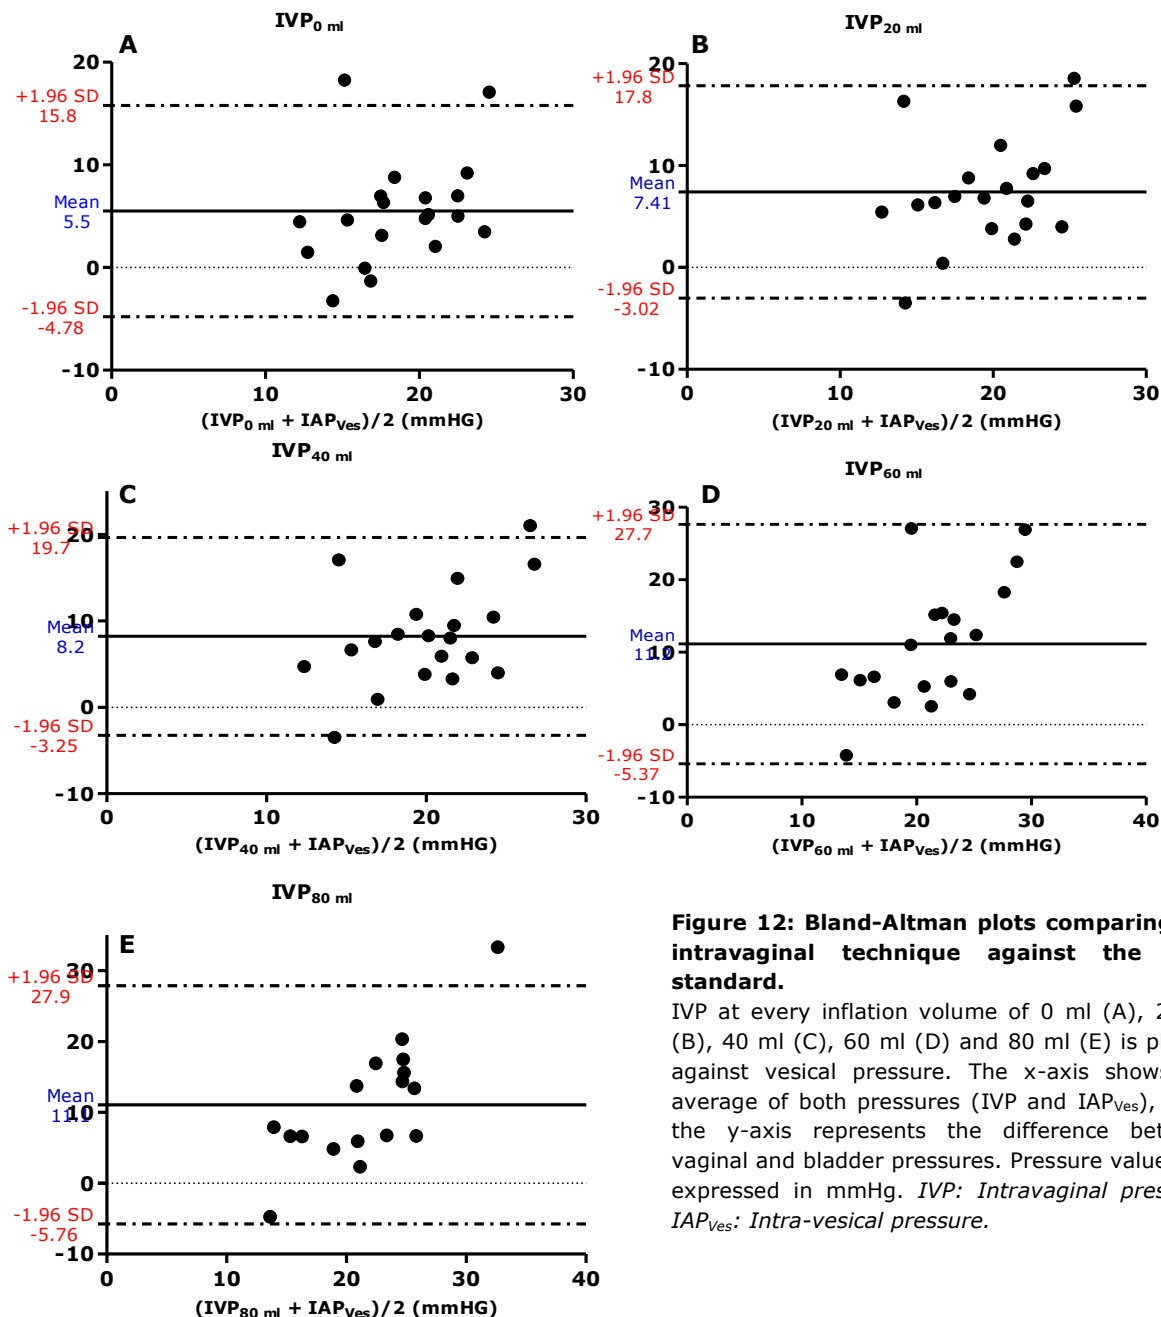 IVP0 ml
A
20
+1.96 SD
15.8
10
Mean
5.5
0
-1.96 SD
-4.78
-10
0 10 20 30
(IVP0 ml + IAPVes)/2 (mmHG)
IVP20 ml
B
20
+1.96 SD
17.8
10
Mean
7.41
0
-1.96 SD
-3.02
-10
0 10 20 30
(IVP20 ml + IAPVes)/2 (mmHG)
IVP40 ml
C
+1.96 SD
20
19.7
10
Mean
8.2
0
-1.96 SD
-3.25
-10
0 10 20 30
(IVP40 ml + IAPVes)/2 (mmHG)
IVP60 ml
D
30
+1.96 SD
27.7
20
Mean
11.2
10
0
-1.96 SD
-5.37
-10
0 10 20 30 40
(IVP60 ml + IAPVes)/2 (mmHG)
IVP80 ml
E
30
+1.96 SD
27.9
20
Mean
11.1
10
0
-1.96 SD
-5.76
-10
0 10 20 30 40
(IVP80 ml + IAPVes)/2 (mmHG)
Figure 12: Bland-Altman plots comparing
intravaginal technique against the
standard.
IVP at every inflation volume of 0 ml (A), 2
(B), 40 ml (C), 60 ml (D) and 80 ml (E) is p
against vesical pressure. The x-axis shows
average of both pressures (IVP and IAPVes),
the y-axis represents the difference bet
vaginal and bladder pressures. Pressure value
expressed in mmHg. IVP: Intravaginal pres
IAPVes: Intra-vesical pressure.